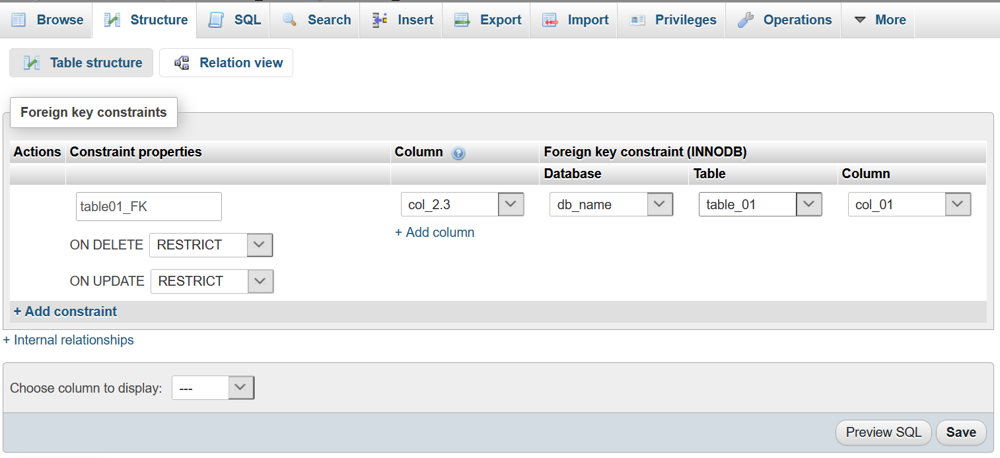 Browse Structure SQL Search Insert Export Import Privileges Operations More
Table structure Relation view
Foreign key constraints
Actions Constraint properties Column Foreign key constraint (INNODB)
Database Table Column
table01_FK col_2.3 db_name table_01 col_01
+ Add column
ON DELETE RESTRICT
ON UPDATE RESTRICT
+ Add constraint
+ Internal relationships
Choose column to display: ---
Preview SQL Save